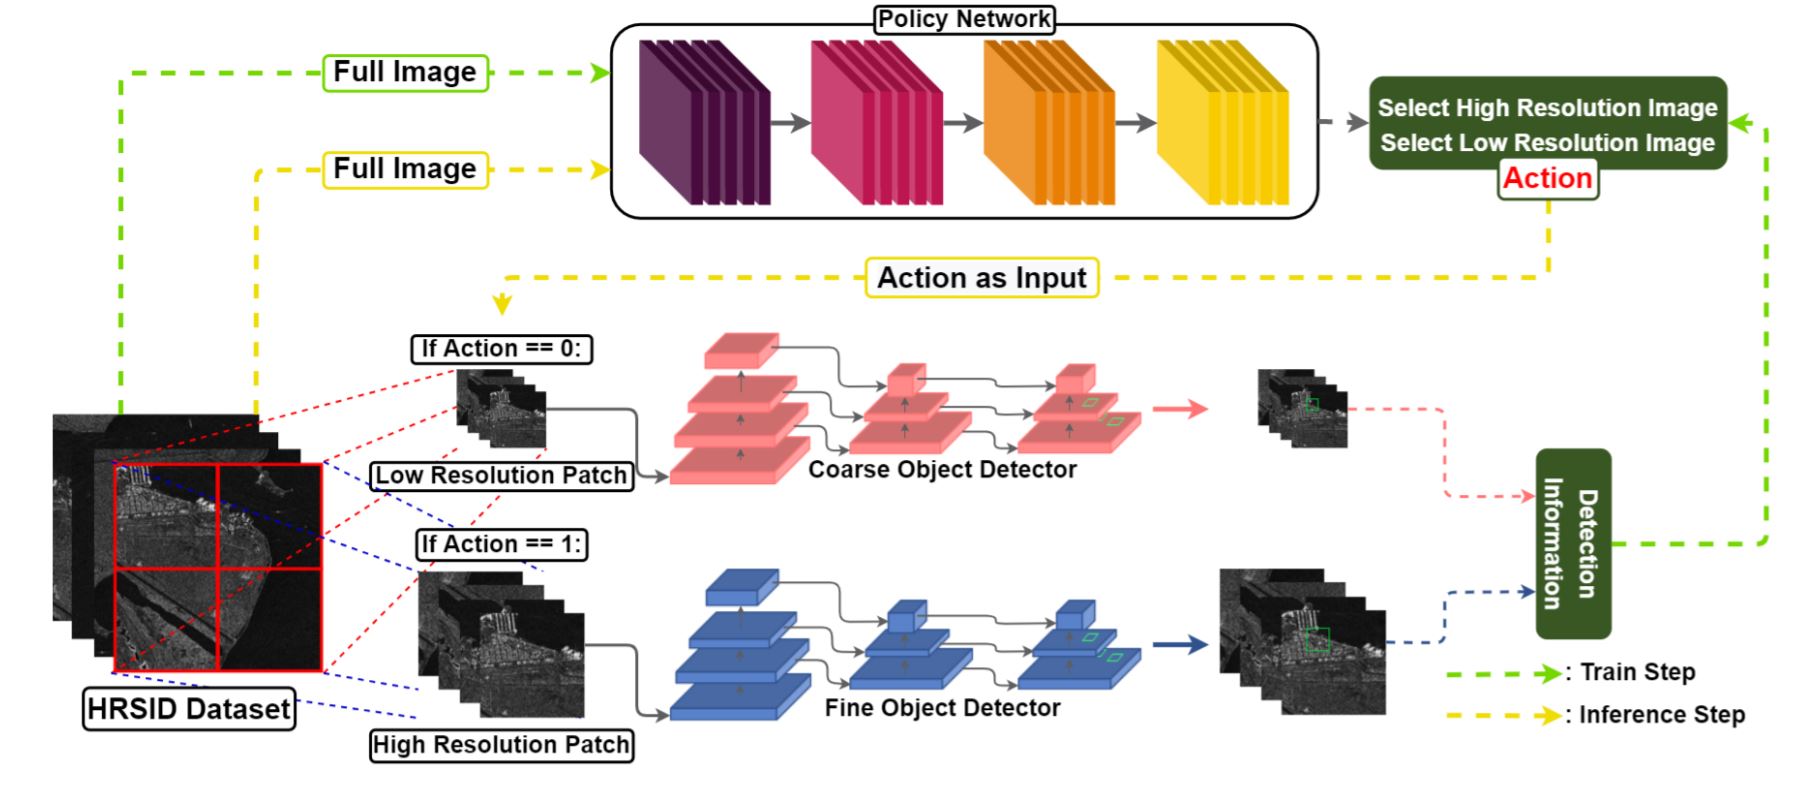 Policy Network
Full Image
Full Image
Select High Resolution Image
Select Low Resolution Image
Action
Action as Input
If Action == 0:
Low Resolution Patch
Coarse Object Detector
If Action == 1:
High Resolution Patch
Fine Object Detector
HRSID Dataset
Detection
Information
: Train Step
: Inference Step